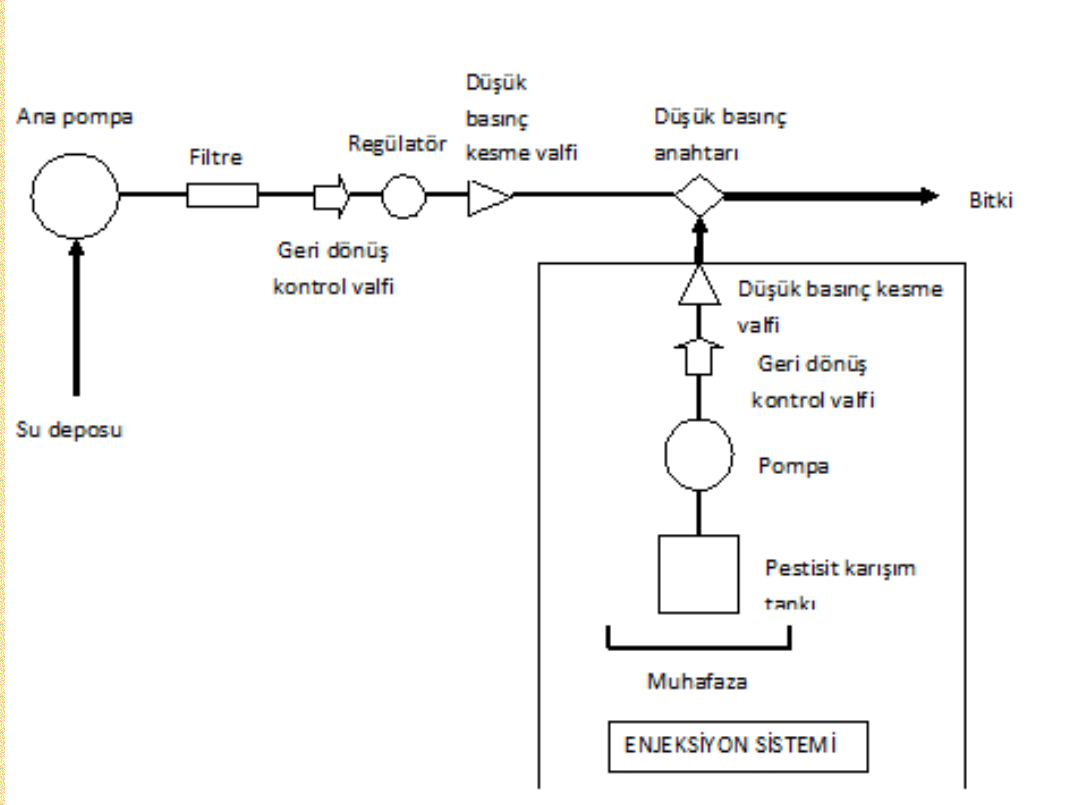 Ana pompa
Filtre
Geri dönüş
kontrol valfi
Regülatör
Düşük
basınç
kesme valfi
Düşük basınç
anahtarı
Bitki
Su deposu
Düşük basınç kesme
valfi
Geri dönüş
kontrol valfi
Pompa
Pestisit karışım
tankı
Muhafaza
ENJEKSİYON SİSTEMİ